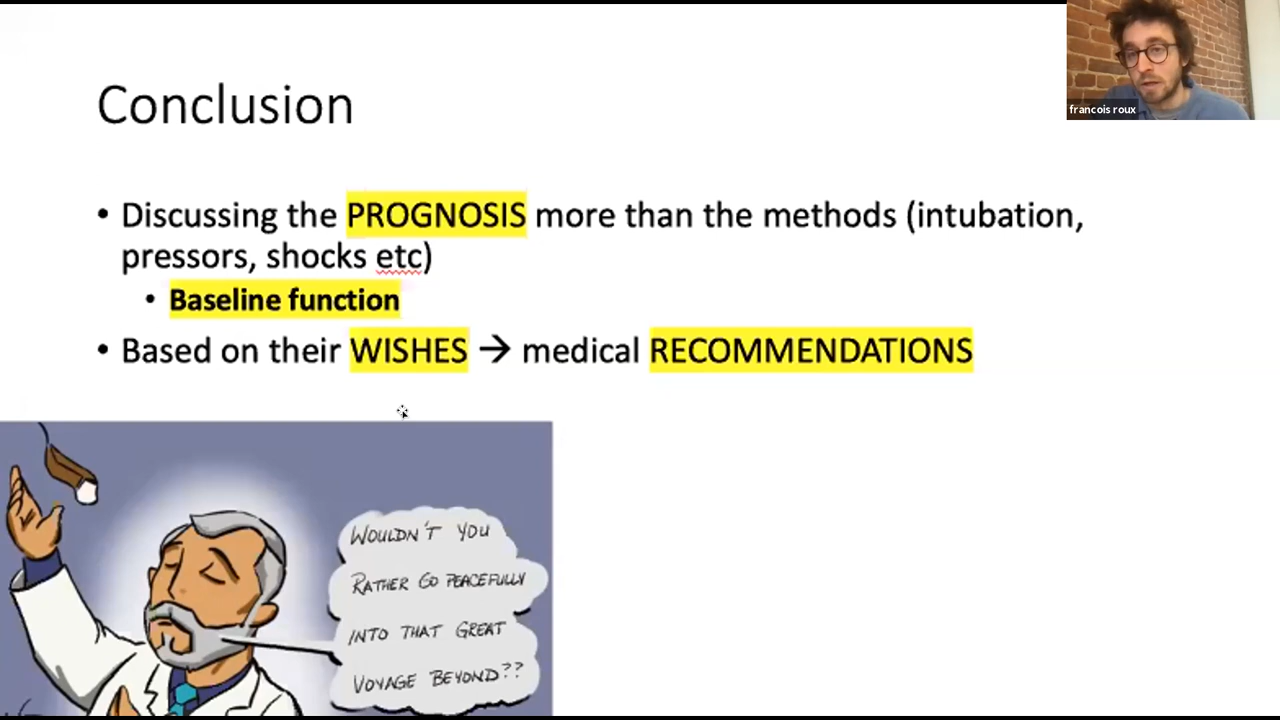 francois roux
Conclusion
• Discussing the PROGNOSIS more than the methods (intubation,
pressors, shocks etc)
• Baseline function
• Based on their WISHES → medical RECOMMENDATIONS
WOULDN'T YOU
RATHER GO PEACEFULLY
INTO THAT GREAT
VOYAGE BEYOND??